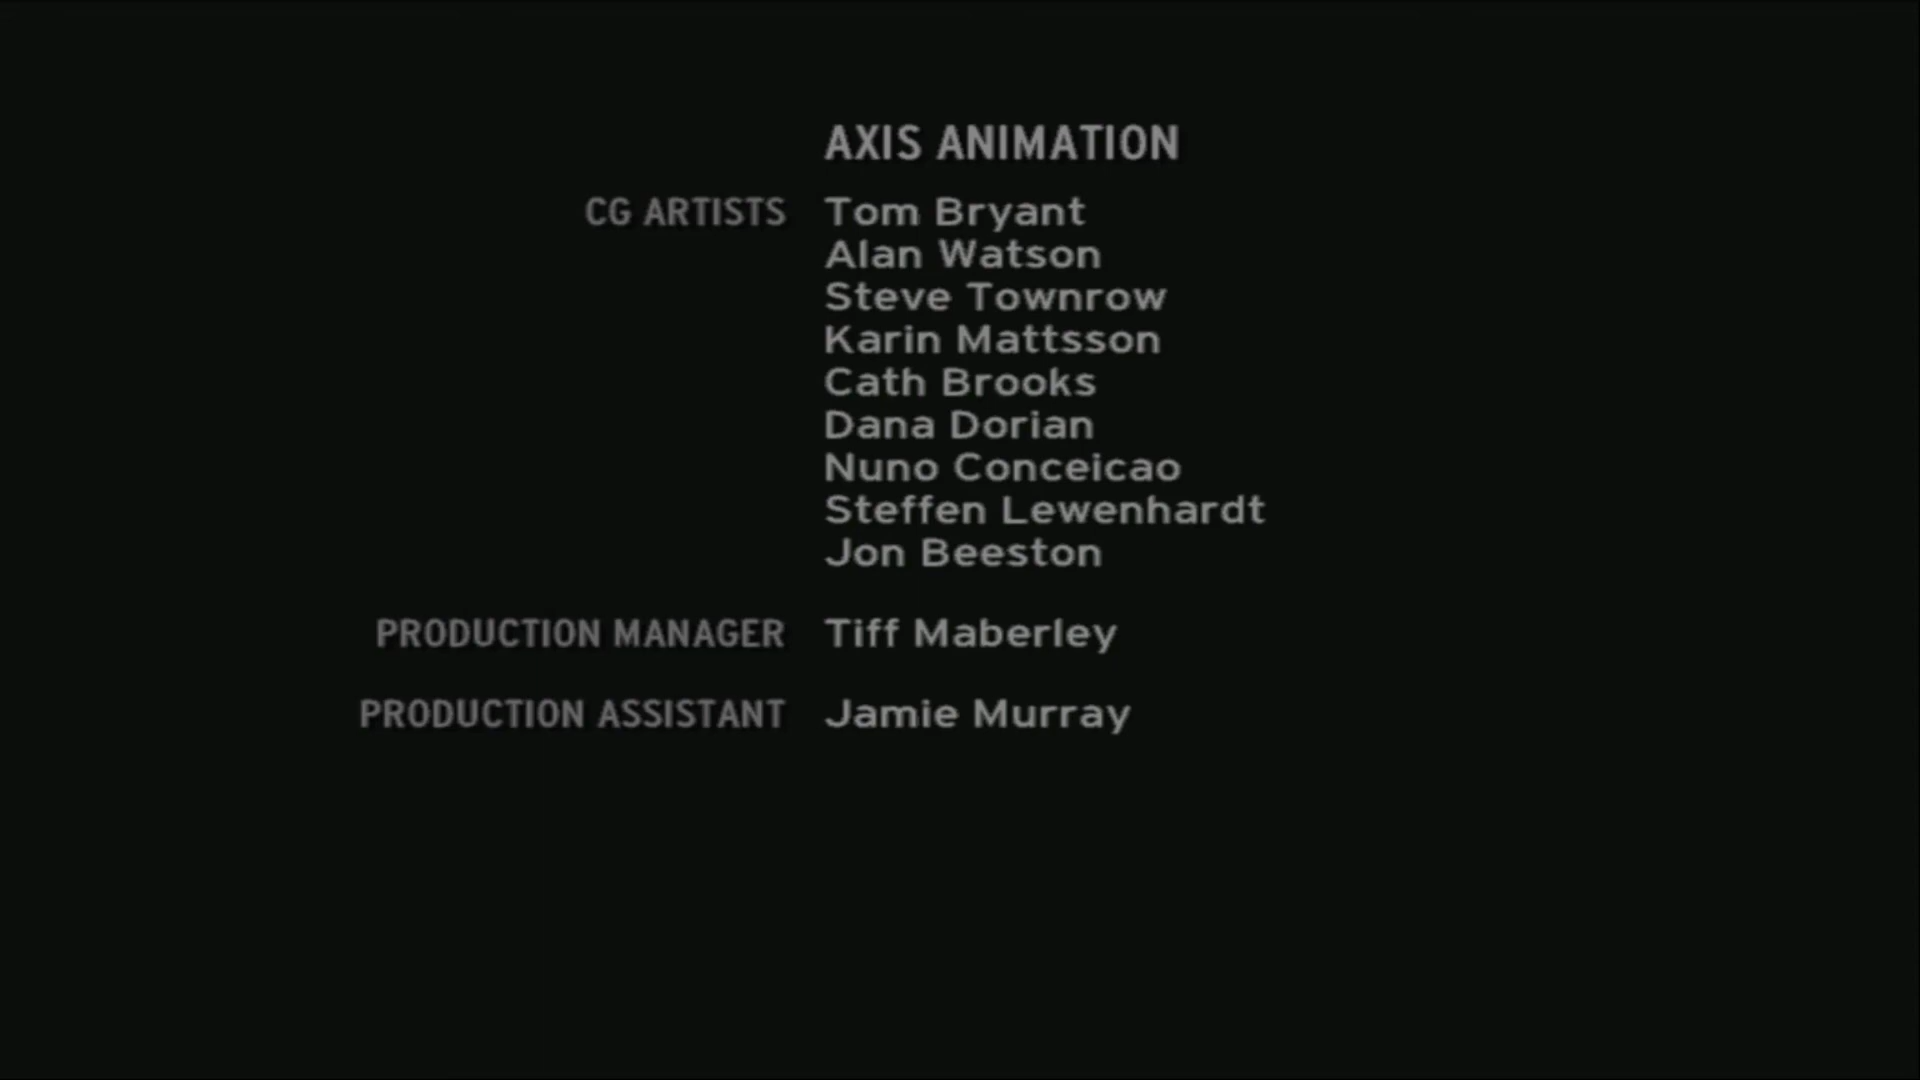 AXIS ANIMATION
CG ARTISTS Tom Bryant
Alan Watson
Steve Townrow
Karin Mattsson
Cath Brooks
Dana Dorian
Nuno Conceicao
Steffen Lewenhardt
Jon Beeston
PRODUCTION MANAGER Tiff Maberley
PRODUCTION ASSISTANT Jamie Murray